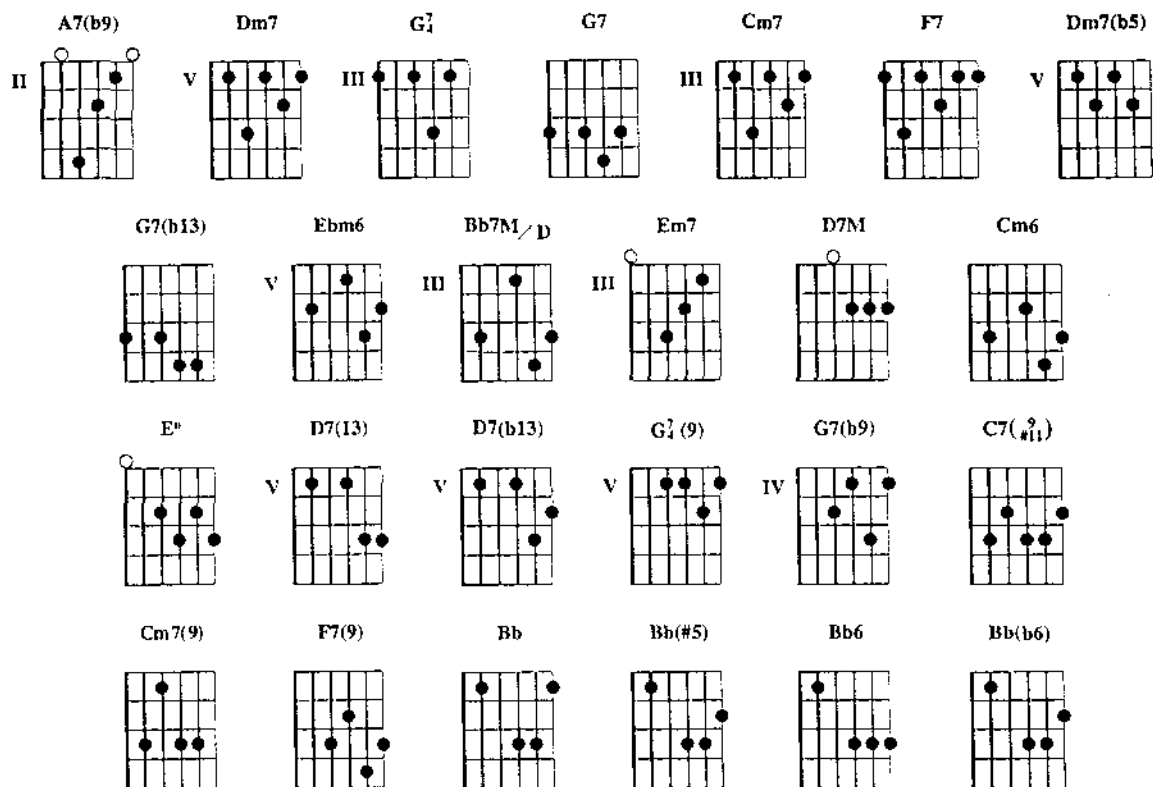 A7(b9) Dm7 G7/4 G7 Cm7 F7 Dm7(b5)
II V III III V
G7(b13) Ebm6 Bb7M/D Em7 D7M Cm6
V III III
Eº D7(13) D7(b13) G7/4(9) G7(b9) C7(9/#11)
V V V IV
Cm7(9) F7(9) Bb Bb(#5) Bb6 Bb(b6)